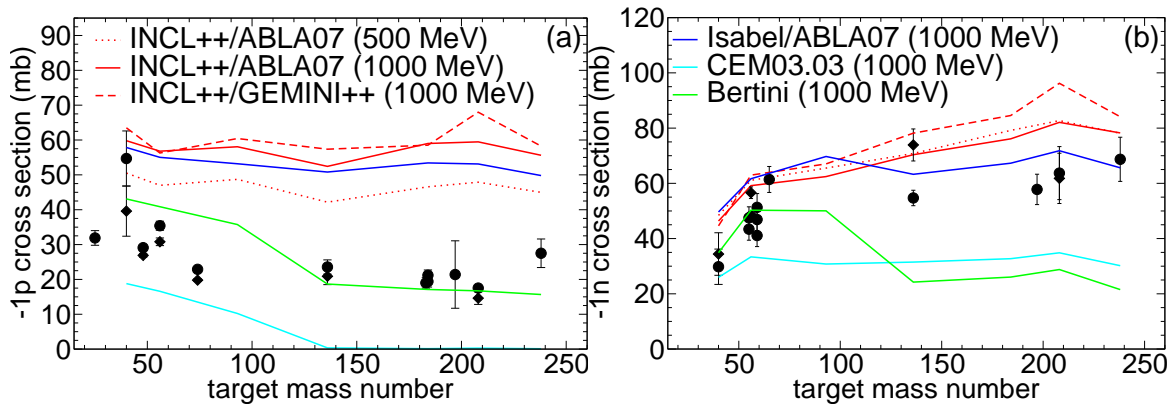 90
80
70
60
50
40
30
20
10
0
-1p cross section (mb)
INCL++/ABLA07 (500 MeV)
INCL++/ABLA07 (1000 MeV)
INCL++/GEMINI++ (1000 MeV)
(a)
50 100 150 200 250
target mass number
120
100
80
60
40
20
0
-1n cross section (mb)
Isabel/ABLA07 (1000 MeV)
CEM03.03 (1000 MeV)
Bertini (1000 MeV)
(b)
50 100 150 200 250
target mass number